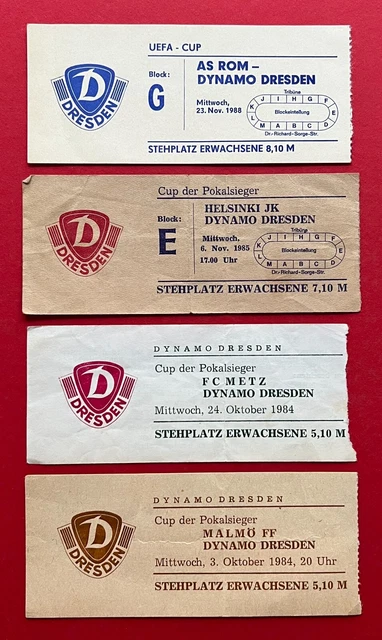 UEFA - CUP
Block:
G
AS ROM –
DYNAMO DRESDEN
Mittwoch,
23. Nov. 1988
Tribüne
J I H G F
K Blockeinteilung E
L M A B C D
Dr.-Richard-Sorge-Str.
STEHPLATZ ERWACHSENE 8,10 M
D
DRESDEN
Cup der Pokalsieger
Block:
E
HELSINKI JK
DYNAMO DRESDEN
Mittwoch,
6. Nov. 1985
17.00 Uhr
Tribüne
J I H G F
K Blockeinteilung E
L M A B C D
Dr.-Richard-Sorge-Str.
STEHPLATZ ERWACHSENE 7,10 M
D
DRESDEN
DYNAMO DRESDEN
Cup der Pokalsieger
FC METZ
DYNAMO DRESDEN
Mittwoch, 24. Oktober 1984
STEHPLATZ ERWACHSENE 5,10 M
D
DRESDEN
DYNAMO DRESDEN
Cup der Pokalsieger
MALMÖ FF
DYNAMO DRESDEN
Mittwoch, 3. Oktober 1984, 20 Uhr
STEHPLATZ ERWACHSENE 5,10 M
D
DRESDEN